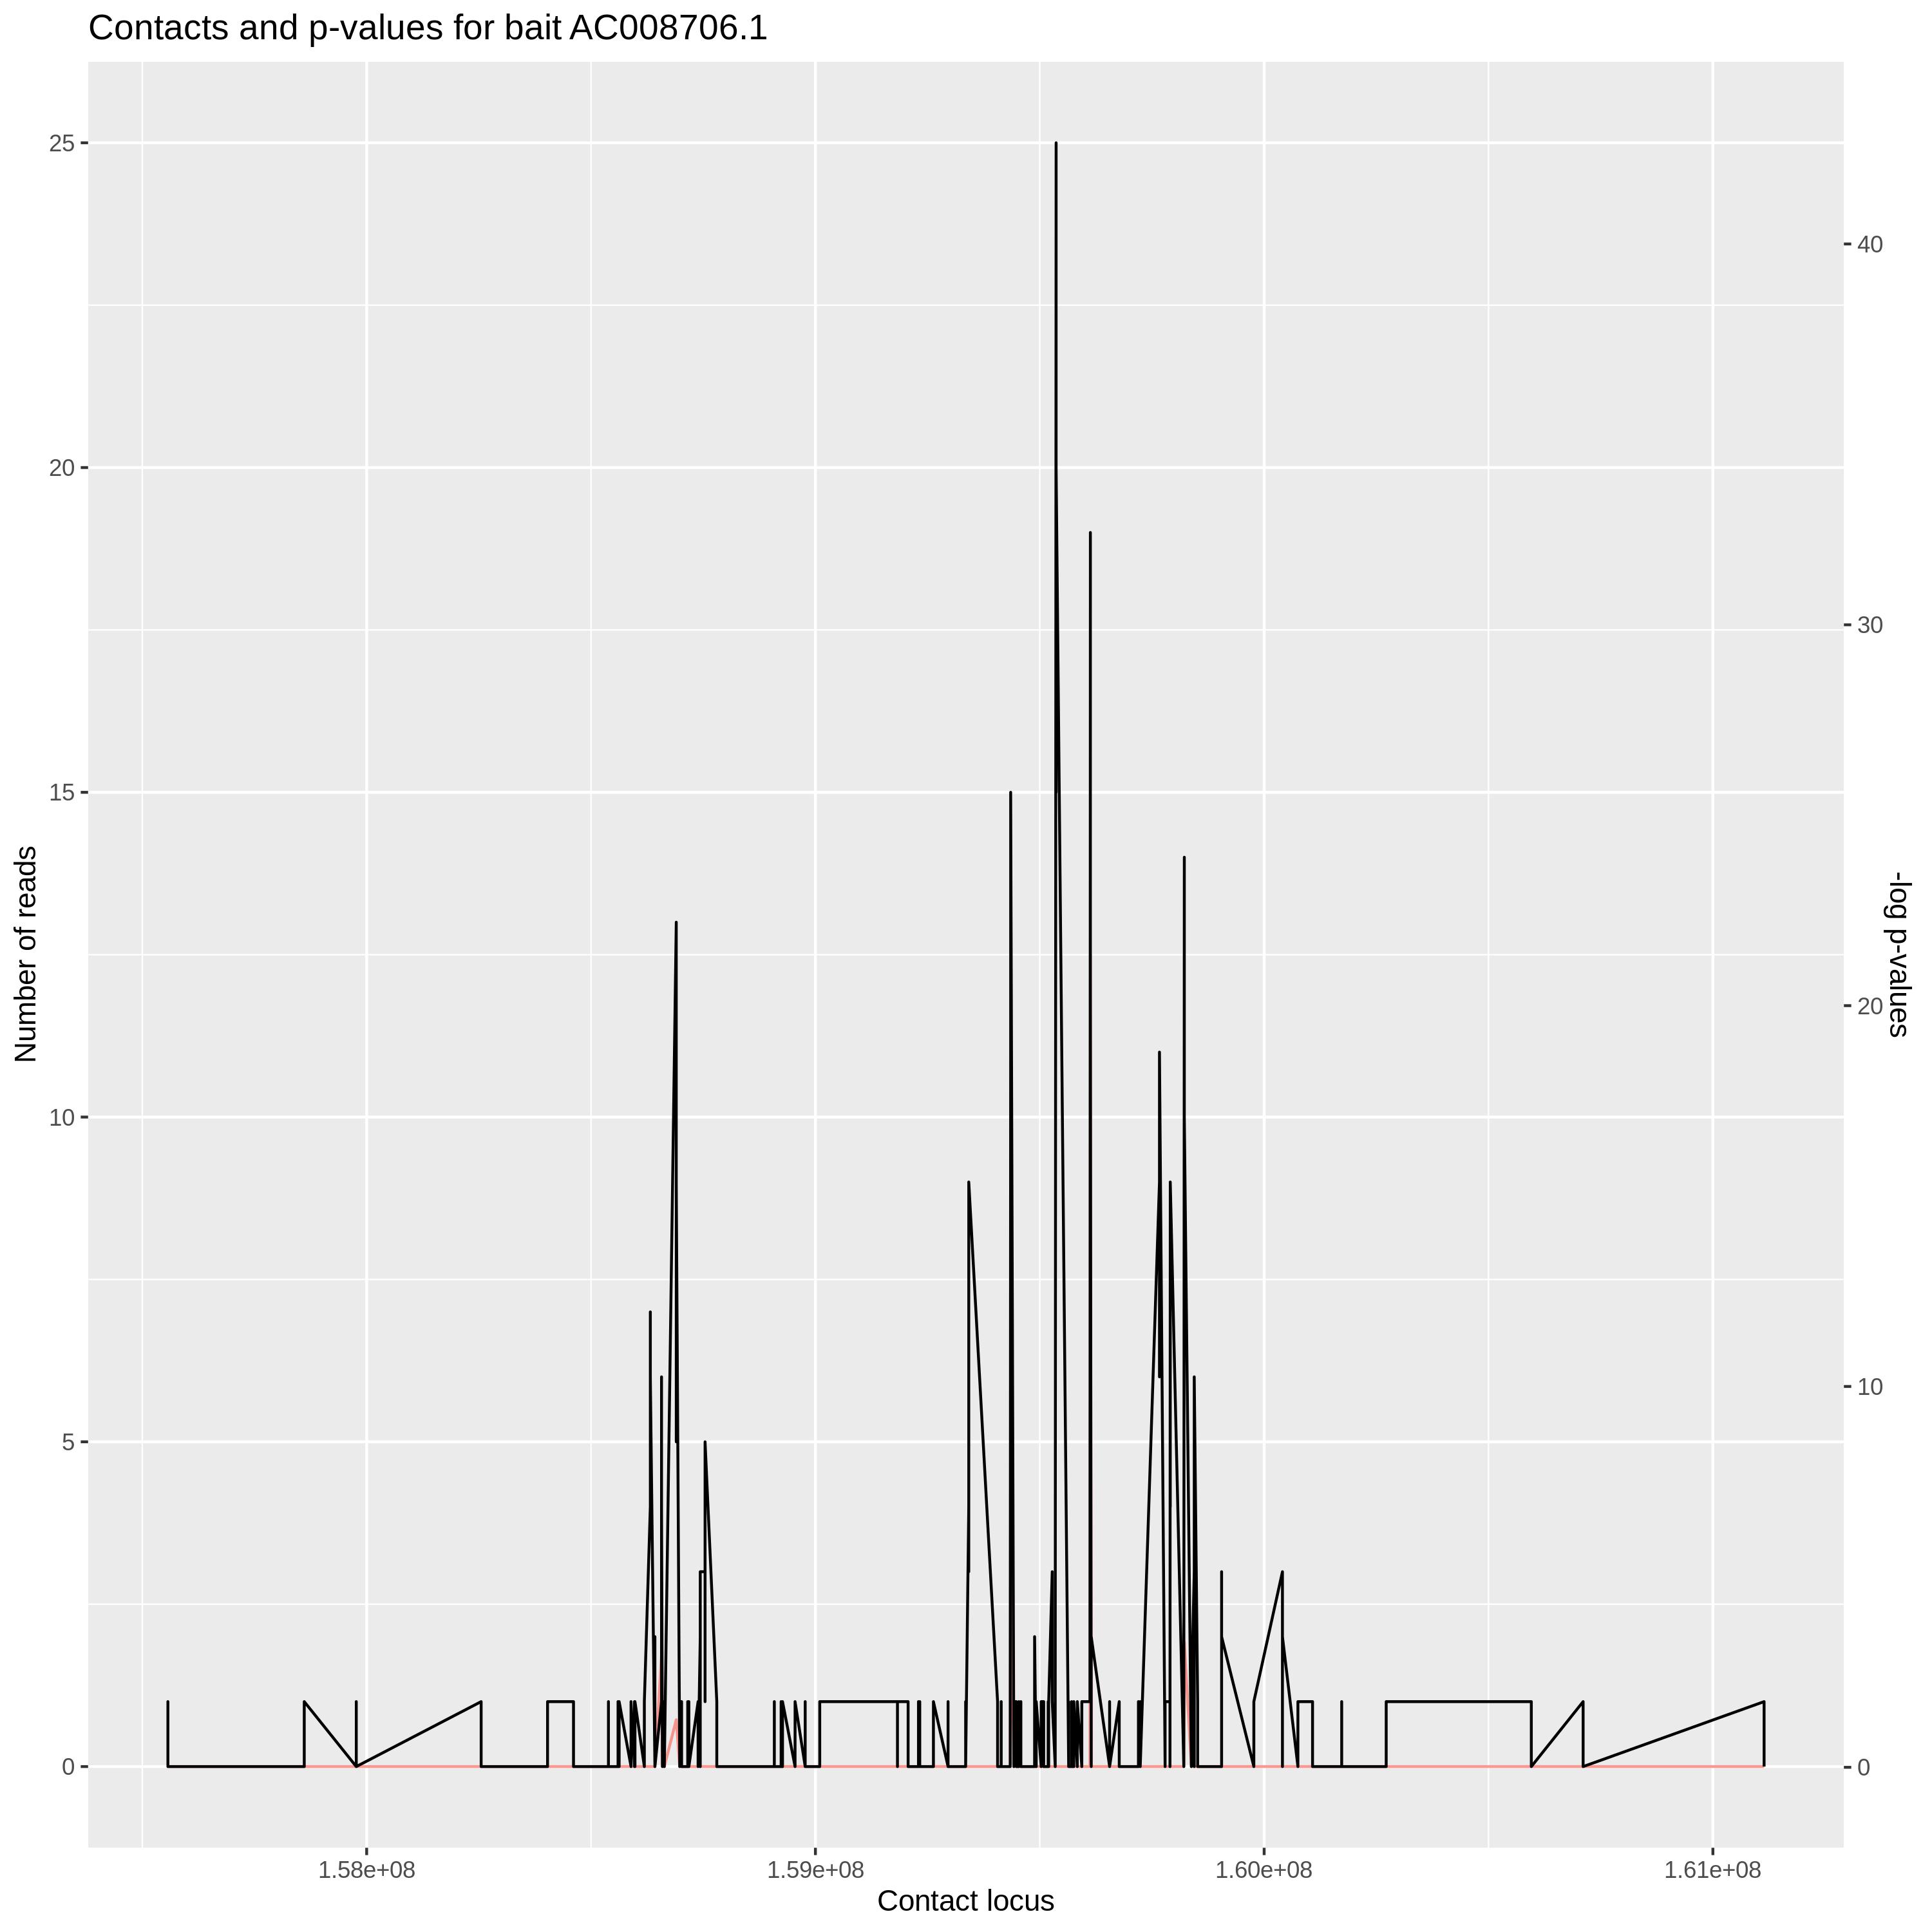 Contacts and p-values for bait AC008706.1
25
20
15
10
5
0
Number of reads
40
30
20
10
0
-log p-values
1.58e+08
1.59e+08
1.60e+08
1.61e+08
Contact locus